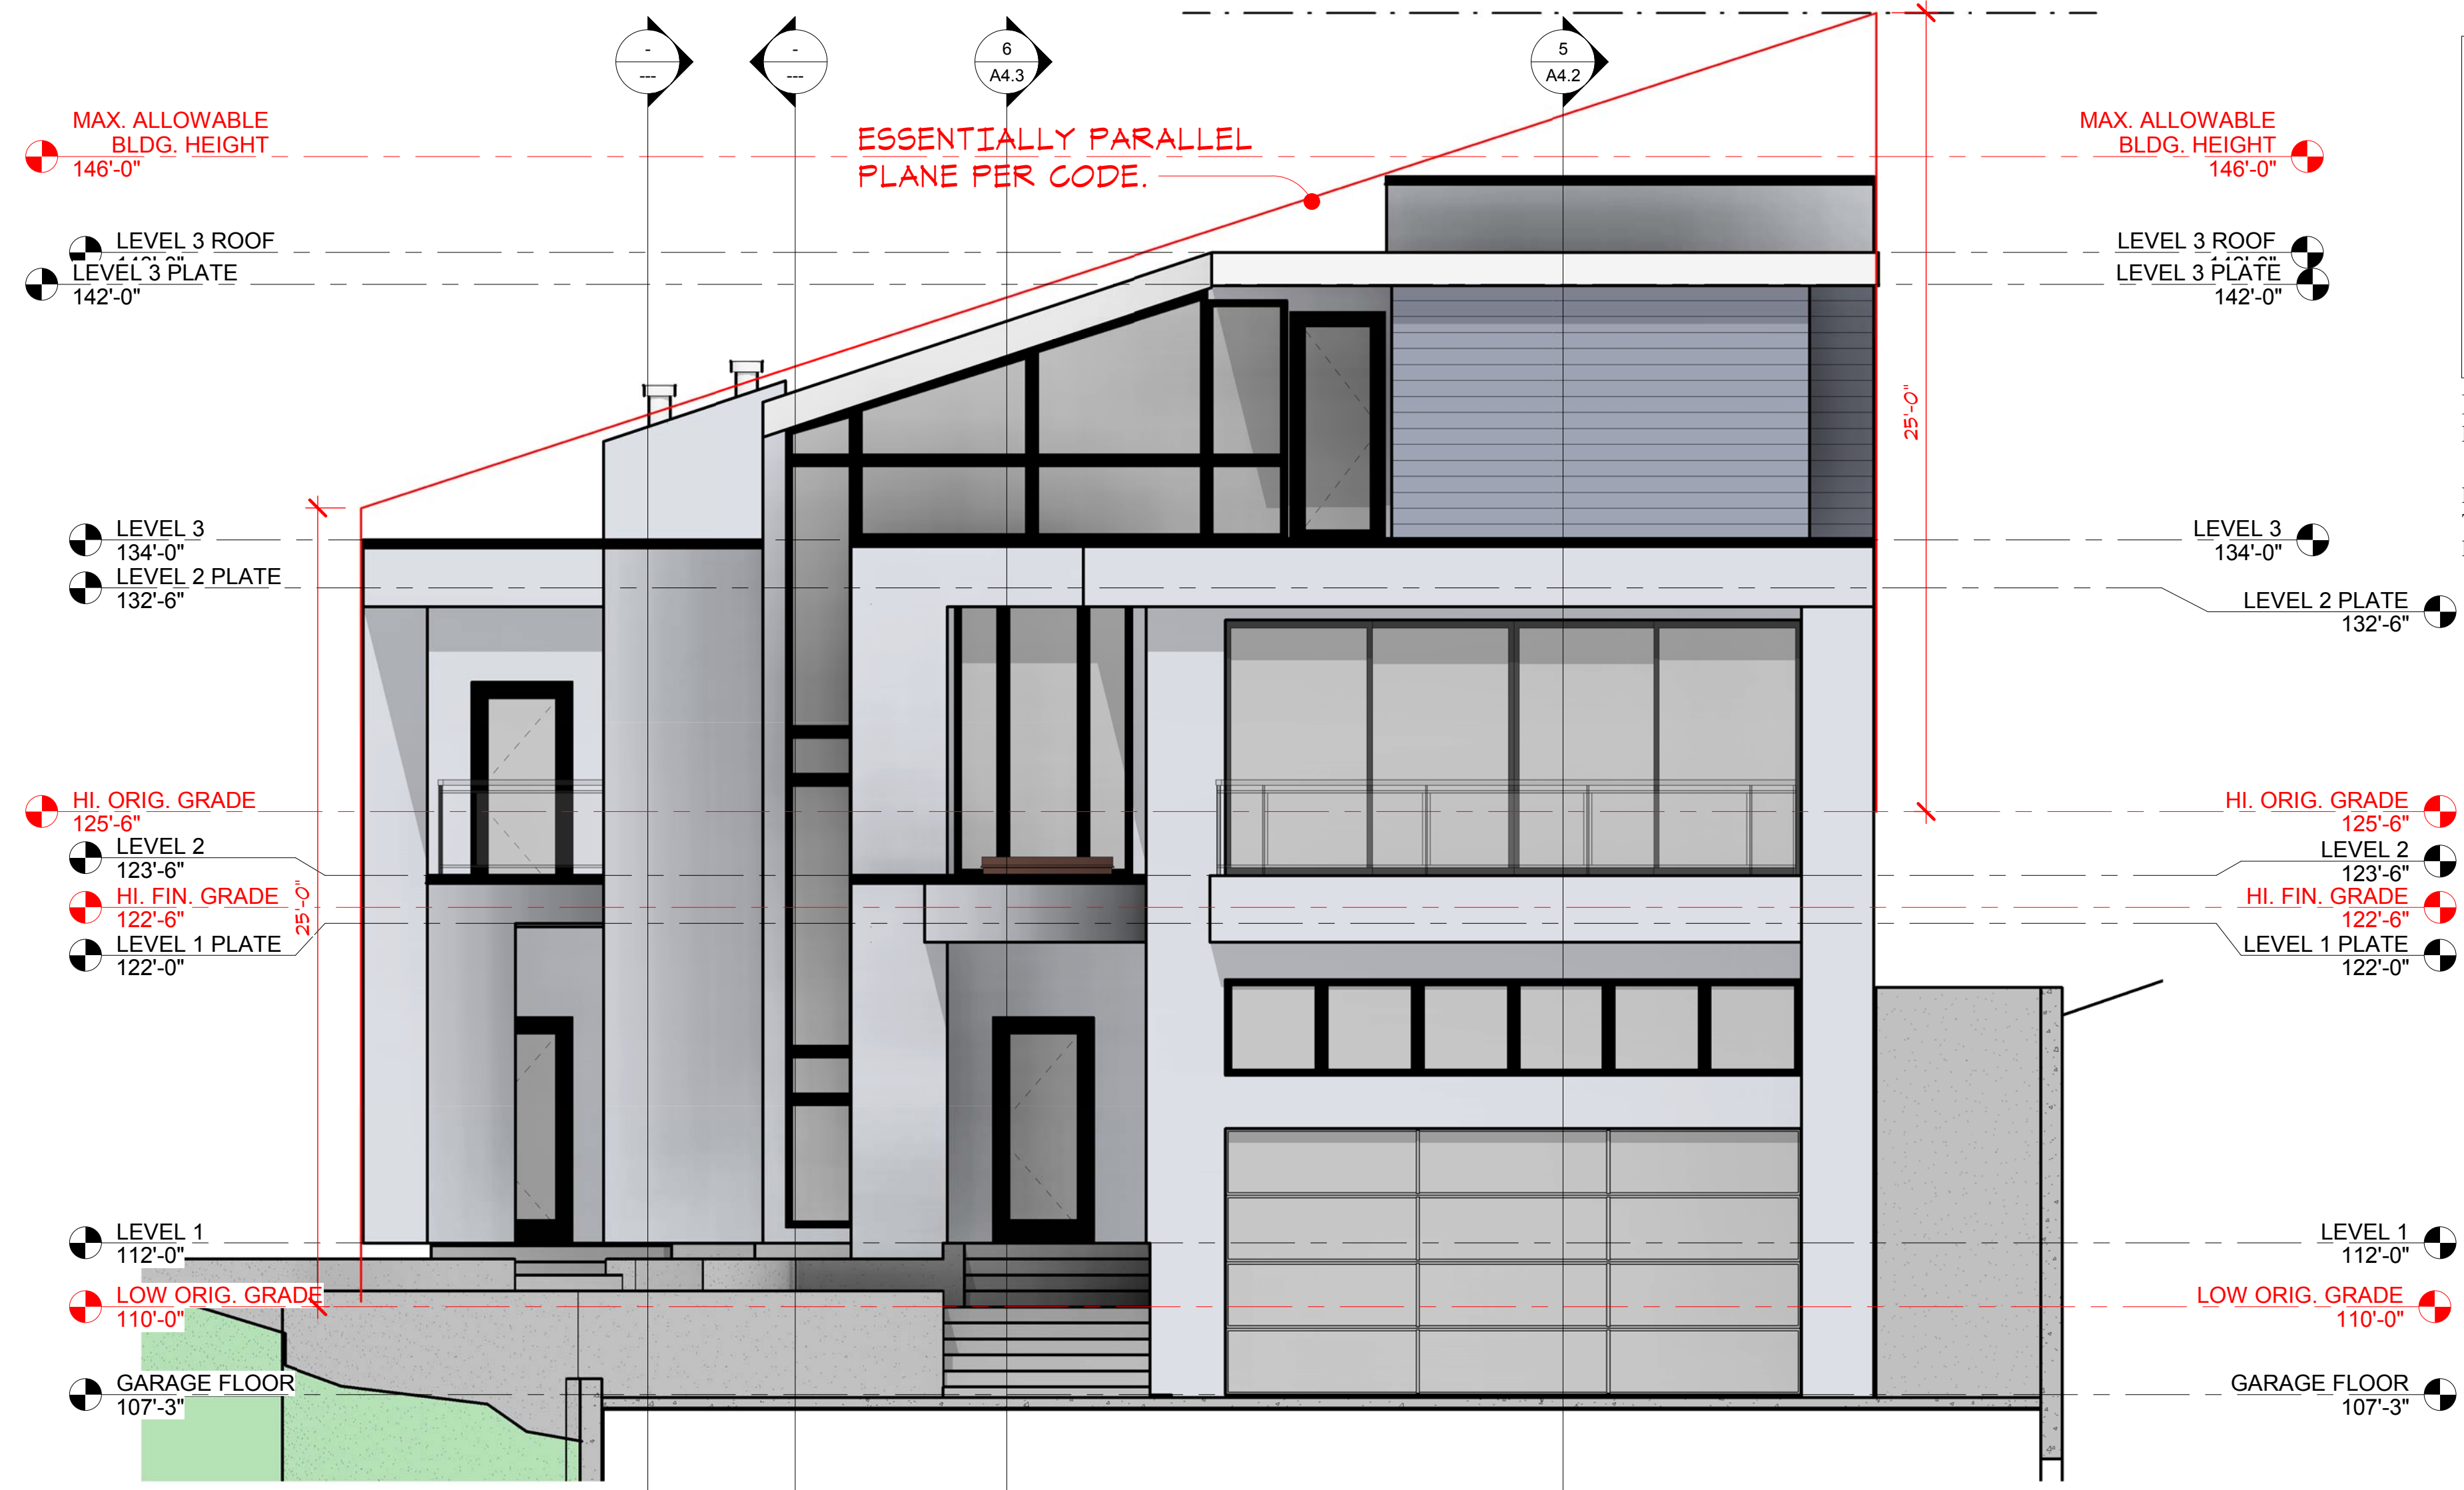 -
---
-
---
6
A4.3
5
A4.2
MAX. ALLOWABLE
BLDG. HEIGHT
146'-0"
ESSENTIALLY PARALLEL
PLANE PER CODE.
MAX. ALLOWABLE
BLDG. HEIGHT
146'-0"
LEVEL 3 ROOF
LEVEL 3 PLATE
142'-0"
LEVEL 3 ROOF
LEVEL 3 PLATE
142'-0"
25'-0"
LEVEL 3
134'-0"
LEVEL 2 PLATE
132'-6"
LEVEL 3
134'-0"
LEVEL 2 PLATE
132'-6"
HI. ORIG. GRADE
125'-6"
LEVEL 2
123'-6"
HI. FIN. GRADE
122'-6"
LEVEL 1 PLATE
122'-0"
25'-0"
HI. ORIG. GRADE
125'-6"
LEVEL 2
123'-6"
HI. FIN. GRADE
122'-6"
LEVEL 1 PLATE
122'-0"
LEVEL 1
112'-0"
LOW ORIG. GRADE
110'-0"
GARAGE FLOOR
107'-3"
LEVEL 1
112'-0"
LOW ORIG. GRADE
110'-0"
GARAGE FLOOR
107'-3"